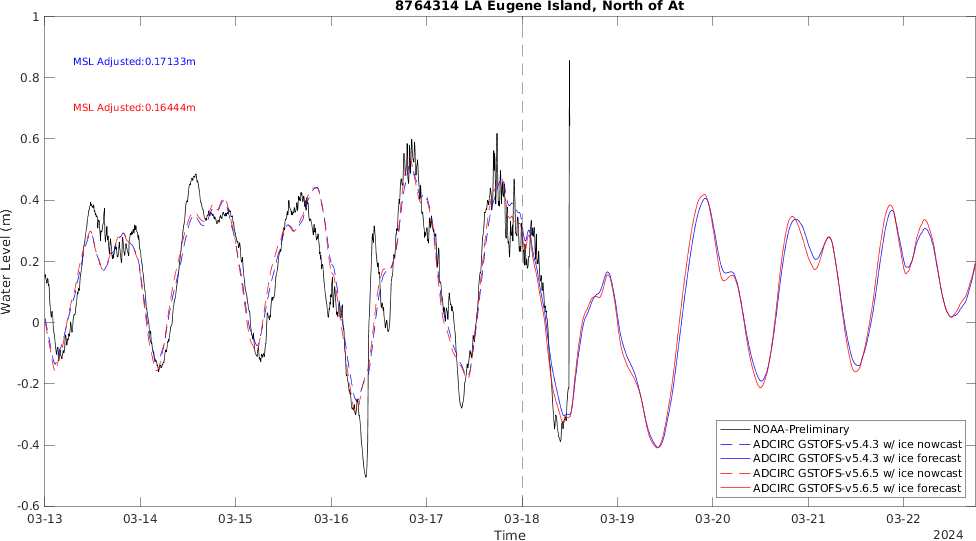 8764314 LA Eugene Island, North of At
MSL Adjusted:0.17133m
MSL Adjusted:0.16444m
Water Level (m)
1
0.8
0.6
0.4
0.2
0
-0.2
-0.4
-0.6
NOAA-Preliminary
ADCIRC GSTOFS-v5.4.3 w/ ice nowcast
ADCIRC GSTOFS-v5.4.3 w/ ice forecast
ADCIRC GSTOFS-v5.6.5 w/ ice nowcast
ADCIRC GSTOFS-v5.6.5 w/ ice forecast
03-13 03-14 03-15 03-16 03-17 03-18 03-19 03-20 03-21 03-22
Time
2024